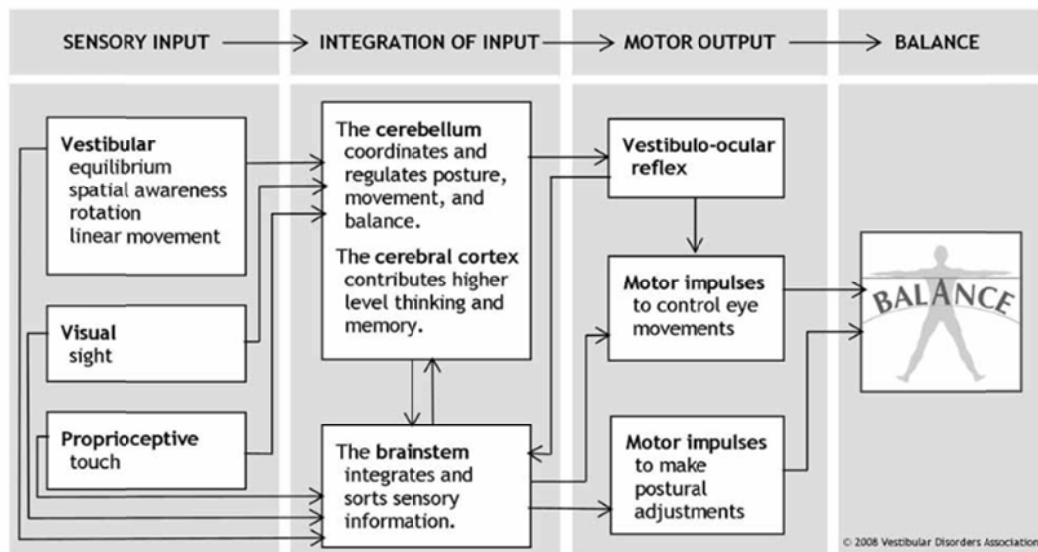 SENSORY INPUT
INTEGRATION OF INPUT
MOTOR OUTPUT
BALANCE
Vestibular
equilibrium
spatial awareness
rotation
linear movement
Visual
sight
Proprioceptive
touch
The cerebellum
coordinates and
regulates posture,
movement, and
balance.
The cerebral cortex
contributes higher
level thinking and
memory.
The brainstem
integrates and
sorts sensory
information.
Vestibulo-ocular
reflex
Motor impulses
to control eye
movements
Motor impulses
to make
postural
adjustments
BALANCE
© 2008 Vestibular Disorders Association